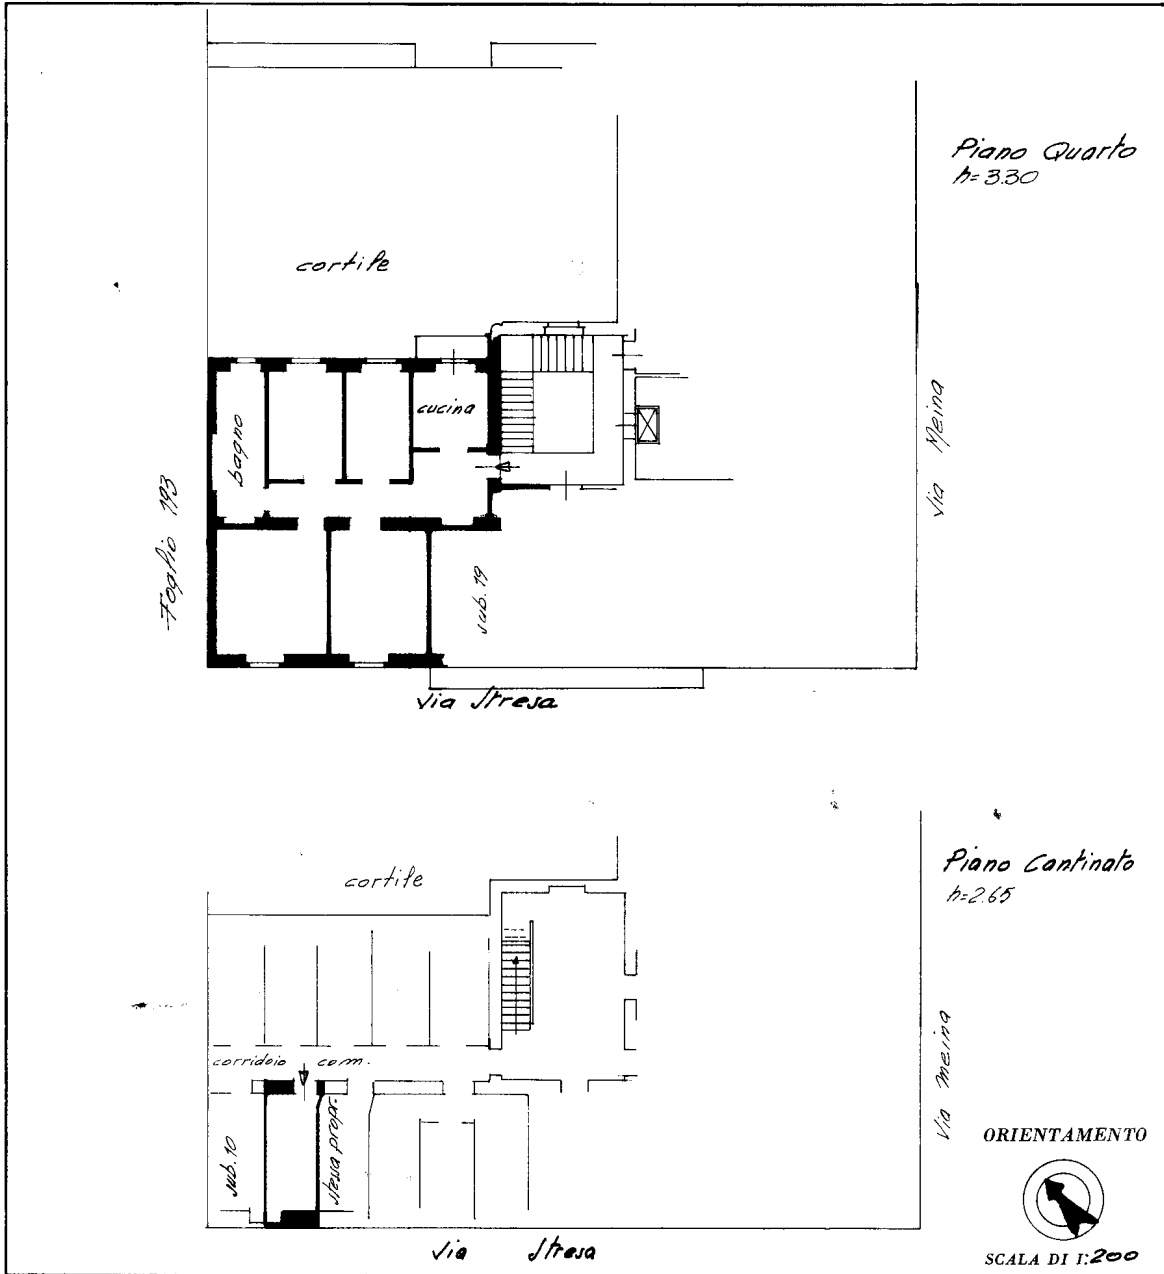 Piano Quarto
h=3.30
cortile
cucina
bagno
Via Meina
Foglio 193
sub. 19
Via Stresa
cortile
Piano Cantinato
h=2.65
corridoio com.
sub. 10
stessa propr.
Via meina
ORIENTAMENTO
Via Stresa
SCALA DI 1:200